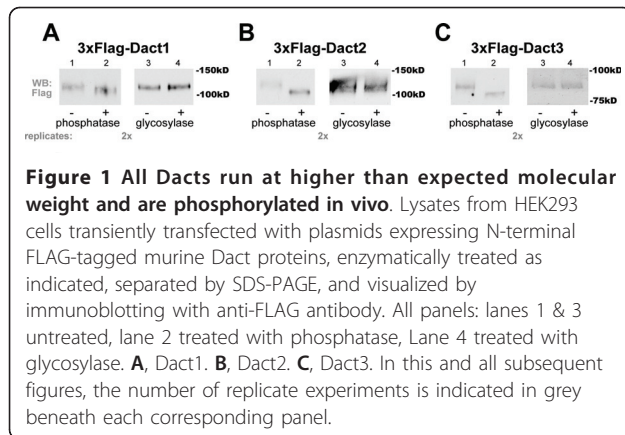 A B C
3xFlag-Dact1 3xFlag-Dact2 3xFlag-Dact3
1 2 3 4 1 2 3 4 1 2 3 4
-150kD -150kD -100kD
WB:
Flag
-100kD -100kD -75kD
- + - + - + - + - + - +
phosphatase glycosylase phosphatase glycosylase phosphatase glycosylase
replicates: 2x 2x 2x
Figure 1 All Dacts run at higher than expected molecular
weight and are phosphorylated in vivo. Lysates from HEK293
cells transiently transfected with plasmids expressing N-terminal
FLAG-tagged murine Dact proteins, enzymatically treated as
indicated, separated by SDS-PAGE, and visualized by
immunoblotting with anti-FLAG antibody. All panels: lanes 1 & 3
untreated, lane 2 treated with phosphatase, Lane 4 treated with
glycosylase. A, Dact1. B, Dact2. C, Dact3. In this and all subsequent
figures, the number of replicate experiments is indicated in grey
beneath each corresponding panel.